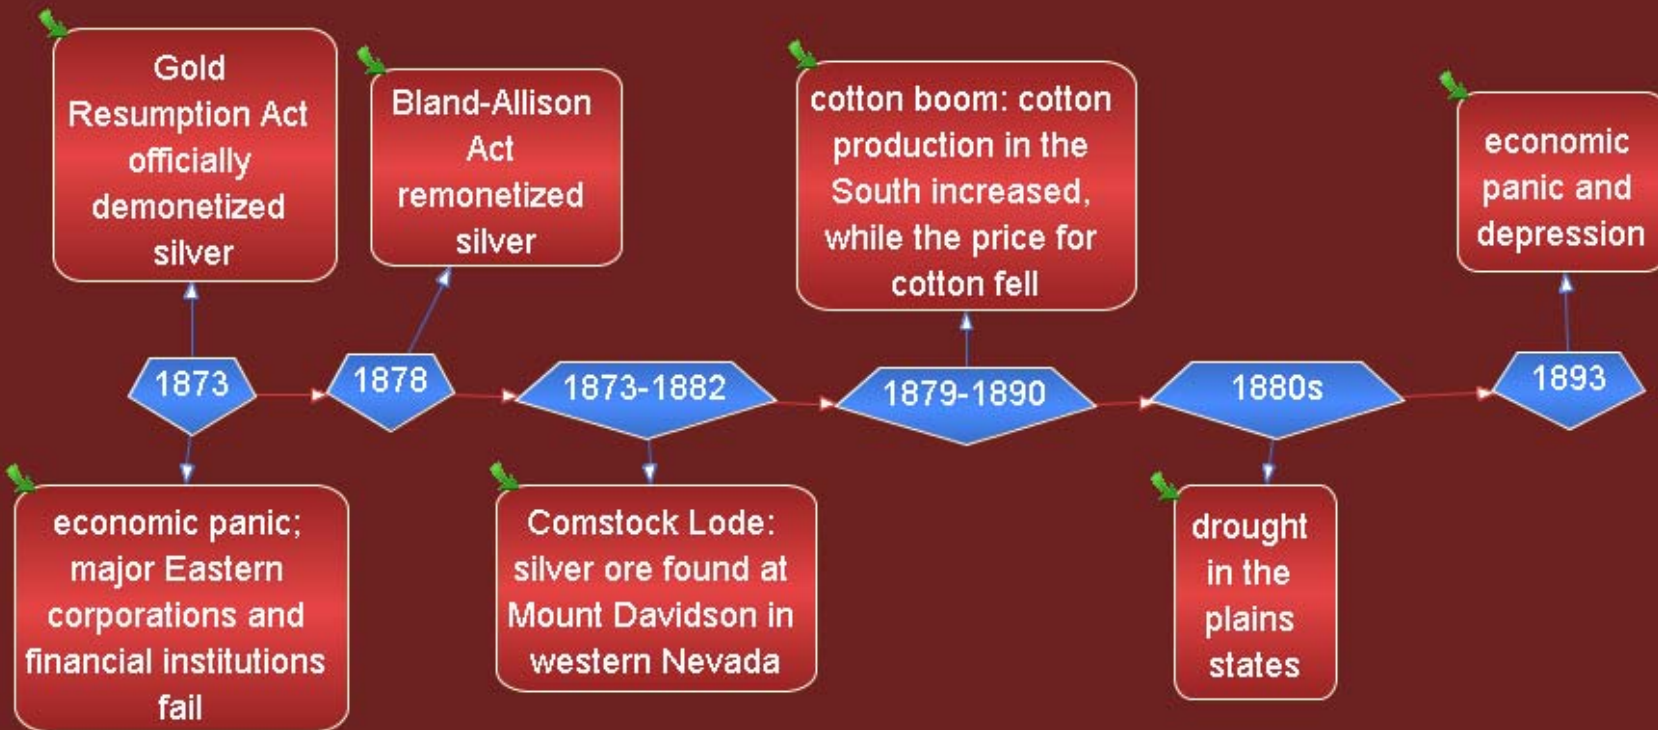 Gold
Resumption Act
officially
demonetized
silver
Bland-Allison
Act
remonetized
silver
cotton boom: cotton
production in the
South increased,
while the price for
cotton fell
economic
panic and
depression
1873
1878
1873-1882
1879-1890
1880s
1893
economic panic;
major Eastern
corporations and
financial institutions
fail
Comstock Lode:
silver ore found at
Mount Davidson in
western Nevada
drought
in the
plains
states